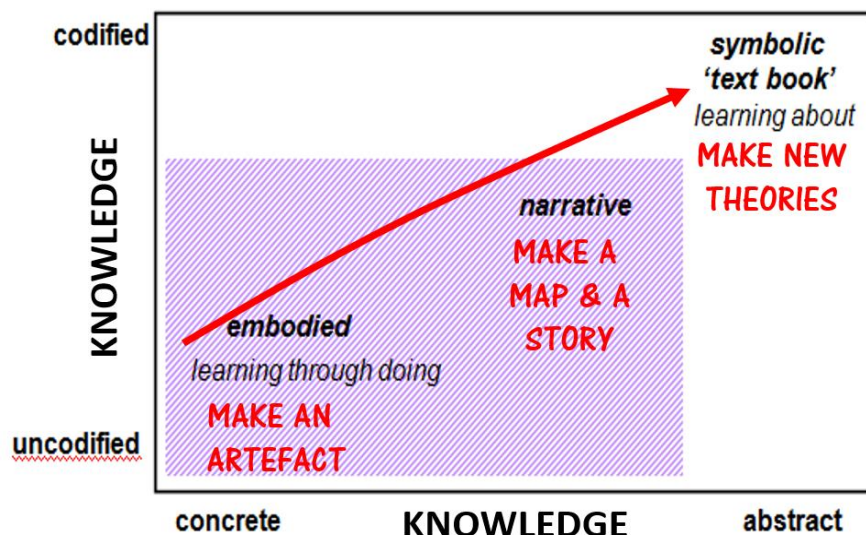 codified
symbolic
'text book'
learning about
MAKE NEW
THEORIES
KNOWLEDGE
narrative
MAKE A
MAP & A
STORY
embodied
learning through doing
MAKE AN
ARTEFACT
uncodified
concrete
KNOWLEDGE
abstract